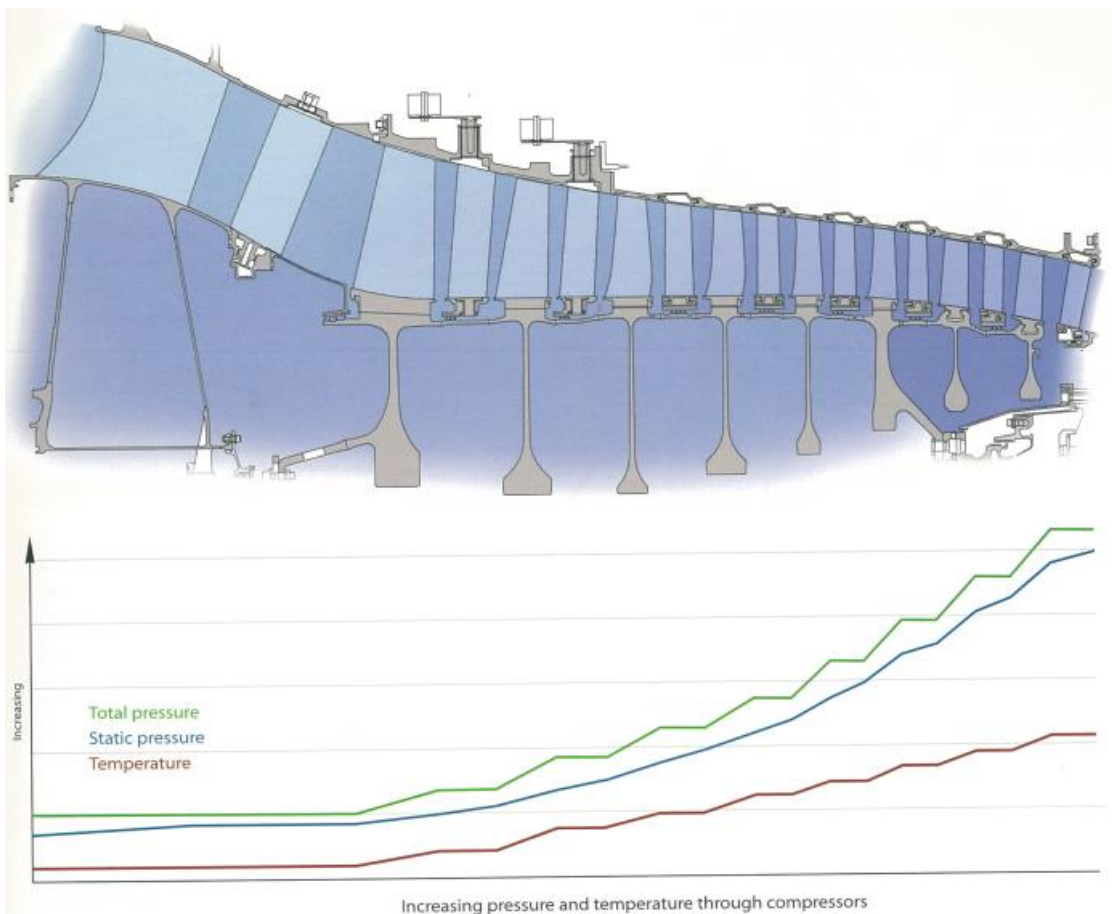 Increasing
Total pressure
Static pressure
Temperature
Increasing pressure and temperature through compressors